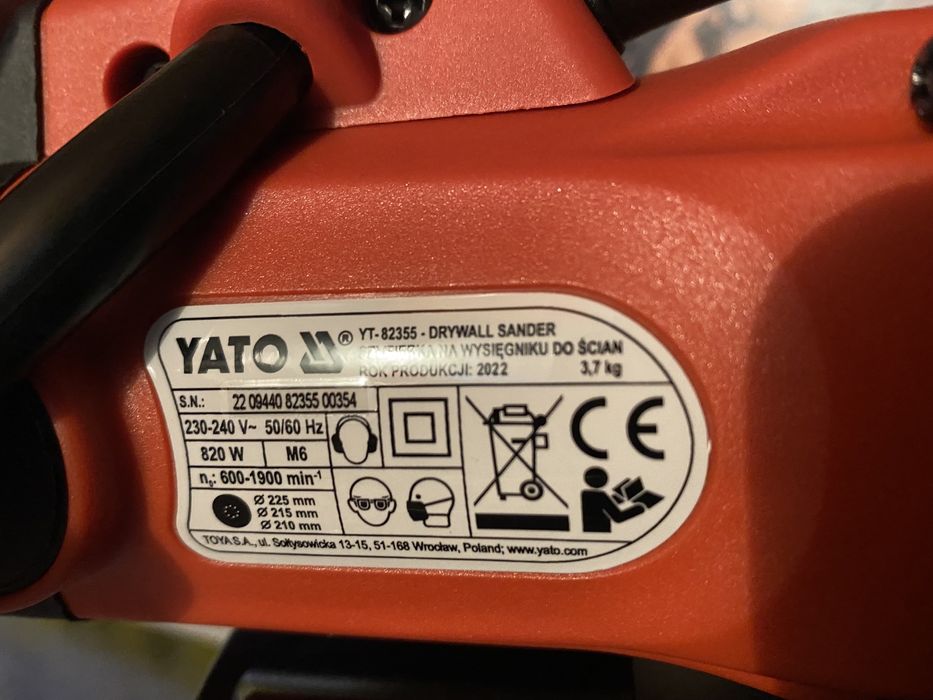 YATO ® YT-82355 - DRYWALL SANDER
SZLIFIERKA NA WYSIĘGNIKU DO ŚCIAN
ROK PRODUKCJI: 2022 3,7 kg
S.N.: 22 09440 82355 00354
230-240 V~ 50/60 Hz
820 W M6
n₀: 600-1900 min⁻¹
Ø 225 mm
Ø 215 mm
Ø 210 mm
CE
TOYA S.A., ul. Sołtysowicka 13-15, 51-168 Wrocław, Poland; www.yato.com